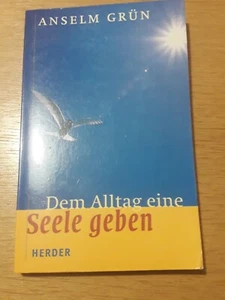 ANSELM GRÜN
Dem Alltag eine
Seele geben
HERDER